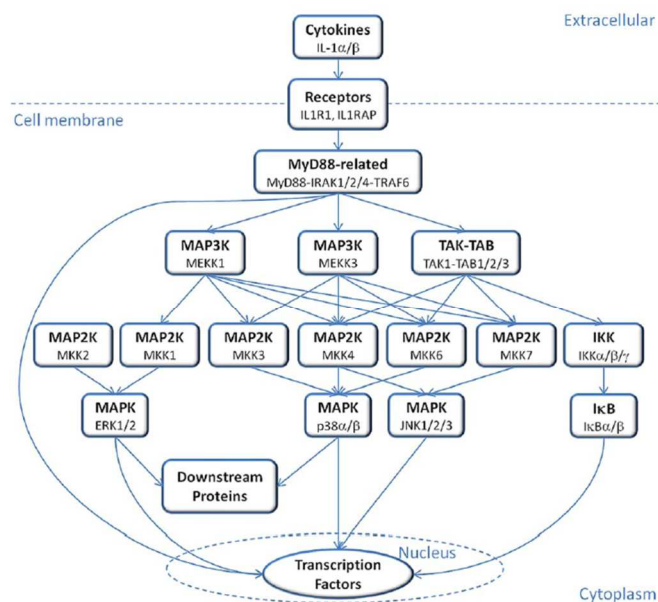 Extracellular
Cytokines
IL-1α/β
Receptors
IL1R1, IL1RAP
Cell membrane
MyD88-related
MyD88-IRAK1/2/4-TRAF6
MAP3K
MEKK1
MAP3K
MEKK3
TAK-TAB
TAK1-TAB1/2/3
MAP2K
MKK2
MAP2K
MKK1
MAP2K
MKK3
MAP2K
MKK4
MAP2K
MKK6
MAP2K
MKK7
IKK
IKKα/β/γ
MAPK
ERK1/2
MAPK
p38α/β
MAPK
JNK1/2/3
IκB
IκBα/β
Downstream
Proteins
Nucleus
Transcription
Factors
Cytoplasm